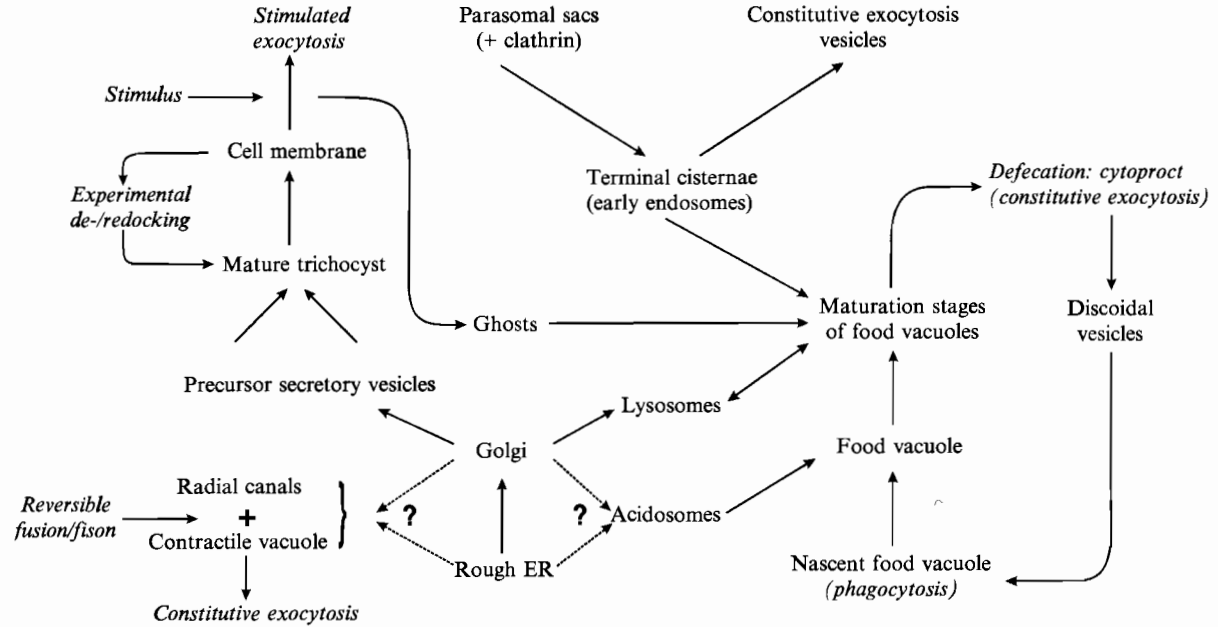 Stimulated
exocytosis
Parasomal sacs
(+ clathrin)
Constitutive exocytosis
vesicles
Stimulus
Cell membrane
Experimental
de-/redocking
Terminal cisternae
(early endosomes)
Defecation: cytoproct
(constitutive exocytosis)
Mature trichocyst
Ghosts
Maturation stages
of food vacuoles
Discoidal
vesicles
Precursor secretory vesicles
Lysosomes
Golgi
Food vacuole
Reversible
fusion/fison
Radial canals
+
Contractile vacuole
}
?
?
Acidosomes
Rough ER
Nascent food vacuole
(phagocytosis)
Constitutive exocytosis